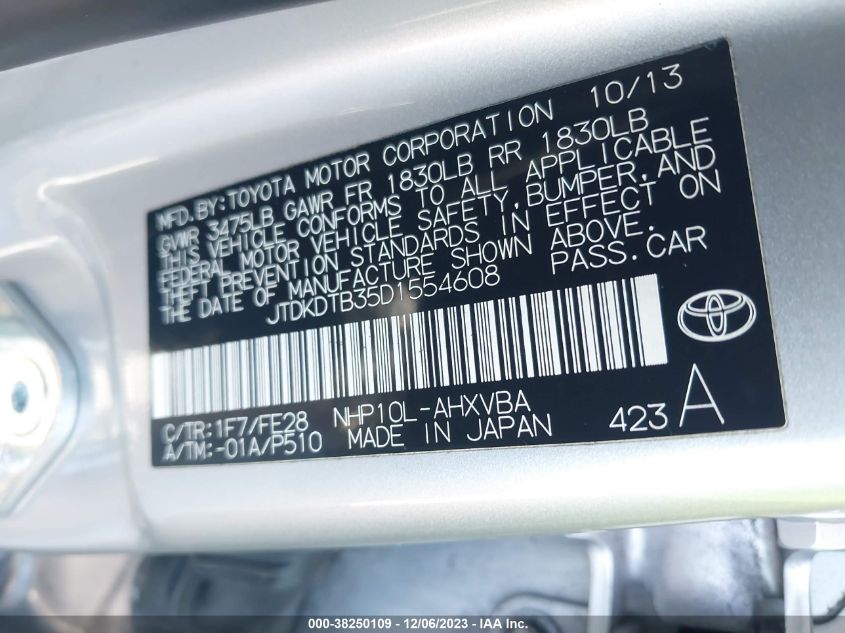 MFD.BY:TOYOTA MOTOR CORPORATION 10/13
GVWR 3475LB GAWR FR 1830LB RR 1830LB
THIS VEHICLE CONFORMS TO ALL APPLICABLE
FEDERAL MOTOR VEHICLE SAFETY,BUMPER,AND
THEFT PREVENTION STANDARDS IN EFFECT ON
THE DATE OF MANUFACTURE SHOWN ABOVE.
JTDKDTB35D1554608 PASS.CAR
C/TR:1F7/FE28 NHP10L-AHXVBA
A/TM:-01A/P510 MADE IN JAPAN 423 A
000-38250109 - 12/06/2023 - IAA Inc.